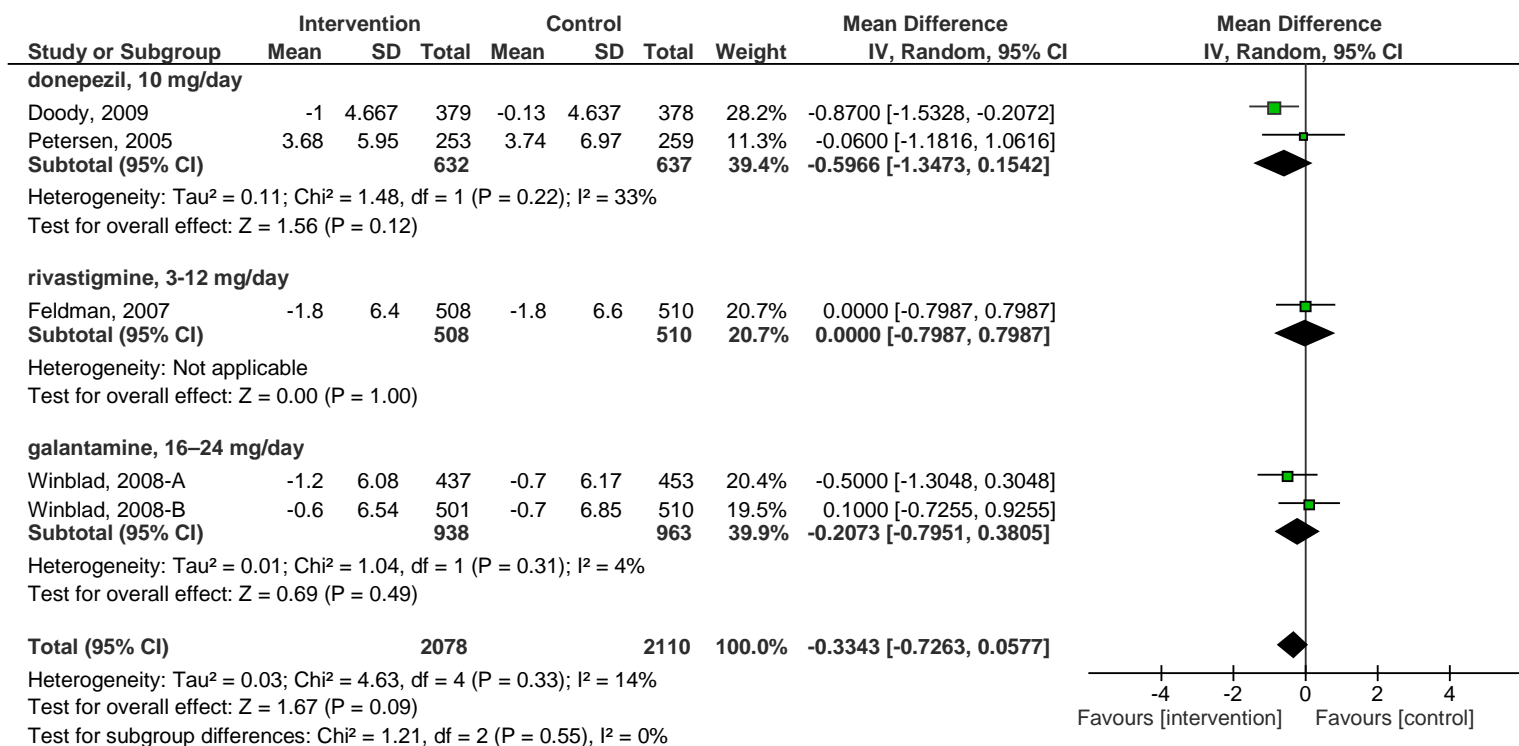 Intervention Control Mean Difference Mean Difference
Study or Subgroup Mean SD Total Mean SD Total Weight IV, Random, 95% CI IV, Random, 95% CI
donepezil, 10 mg/day
Doody, 2009 -1 4.667 379 -0.13 4.637 378 28.2% -0.8700 [-1.5328, -0.2072]
Petersen, 2005 3.68 5.95 253 3.74 6.97 259 11.3% -0.0600 [-1.1816, 1.0616]
Subtotal (95% CI) 632 637 39.4% -0.5966 [-1.3473, 0.1542]
Heterogeneity: Tau² = 0.11; Chi² = 1.48, df = 1 (P = 0.22); I² = 33%
Test for overall effect: Z = 1.56 (P = 0.12)
rivastigmine, 3-12 mg/day
Feldman, 2007 -1.8 6.4 508 -1.8 6.6 510 20.7% 0.0000 [-0.7987, 0.7987]
Subtotal (95% CI) 508 510 20.7% 0.0000 [-0.7987, 0.7987]
Heterogeneity: Not applicable
Test for overall effect: Z = 0.00 (P = 1.00)
galantamine, 16–24 mg/day
Winblad, 2008-A -1.2 6.08 437 -0.7 6.17 453 20.4% -0.5000 [-1.3048, 0.3048]
Winblad, 2008-B -0.6 6.54 501 -0.7 6.85 510 19.5% 0.1000 [-0.7255, 0.9255]
Subtotal (95% CI) 938 963 39.9% -0.2073 [-0.7951, 0.3805]
Heterogeneity: Tau² = 0.01; Chi² = 1.04, df = 1 (P = 0.31); I² = 4%
Test for overall effect: Z = 0.69 (P = 0.49)
Total (95% CI) 2078 2110 100.0% -0.3343 [-0.7263, 0.0577]
Heterogeneity: Tau² = 0.03; Chi² = 4.63, df = 4 (P = 0.33); I² = 14%
Test for overall effect: Z = 1.67 (P = 0.09)
Test for subgroup differences: Chi² = 1.21, df = 2 (P = 0.55), I² = 0%
-4 -2 0 2 4
Favours [intervention] Favours [control]